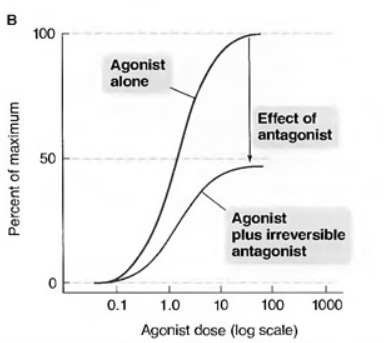 B
100
Agonist
alone
Effect of
antagonist
Percent of maximum
50
Agonist
plus irreversible
antagonist
0
0.1 1.0 10 100 1000
Agonist dose (log scale)